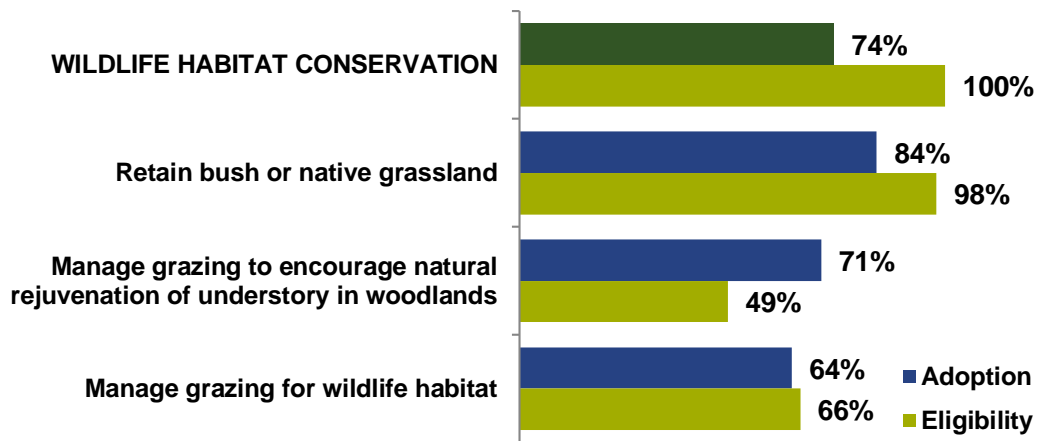 WILDLIFE HABITAT CONSERVATION
74%
100%
Retain bush or native grassland
84%
98%
Manage grazing to encourage natural
rejuvenation of understory in woodlands
71%
49%
Manage grazing for wildlife habitat
64%
66%
Adoption
Eligibility